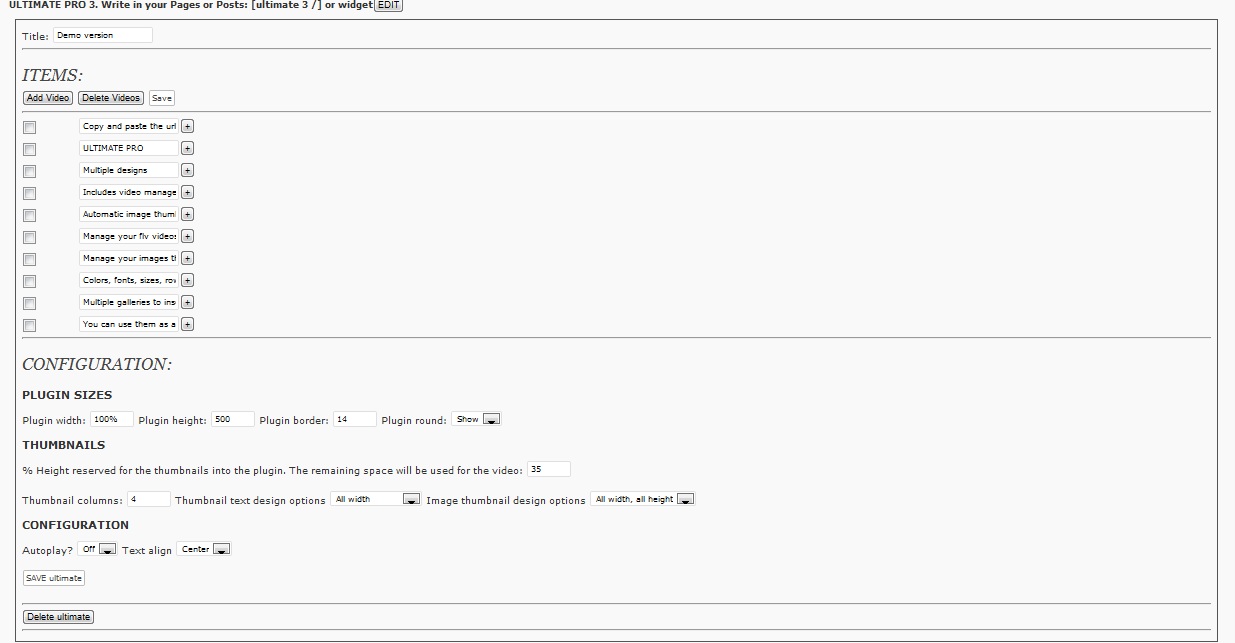 ULTIMATE PRO 3. Write in your Pages or Posts: [ultimate 3 /] or widget EDIT
Title: Demo version
ITEMS:
Add Video Delete Videos Save
Copy and paste the url +
ULTIMATE PRO +
Multiple designs +
Includes video manage +
Automatic image thum +
Manage your flv video +
Manage your images t +
Colors, fonts, sizes, ro +
Multiple galleries to ins +
You can use them as a +
CONFIGURATION:
PLUGIN SIZES
Plugin width: 100% Plugin height: 500 Plugin border: 14 Plugin round: Show
THUMBNAILS
% Height reserved for the thumbnails into the plugin. The remaining space will be used for the video: 35
Thumbnail columns: 4 Thumbnail text design options All width Image thumbnail design options All width, all height
CONFIGURATION
Autoplay? Off Text align Center
SAVE ultimate
Delete ultimate